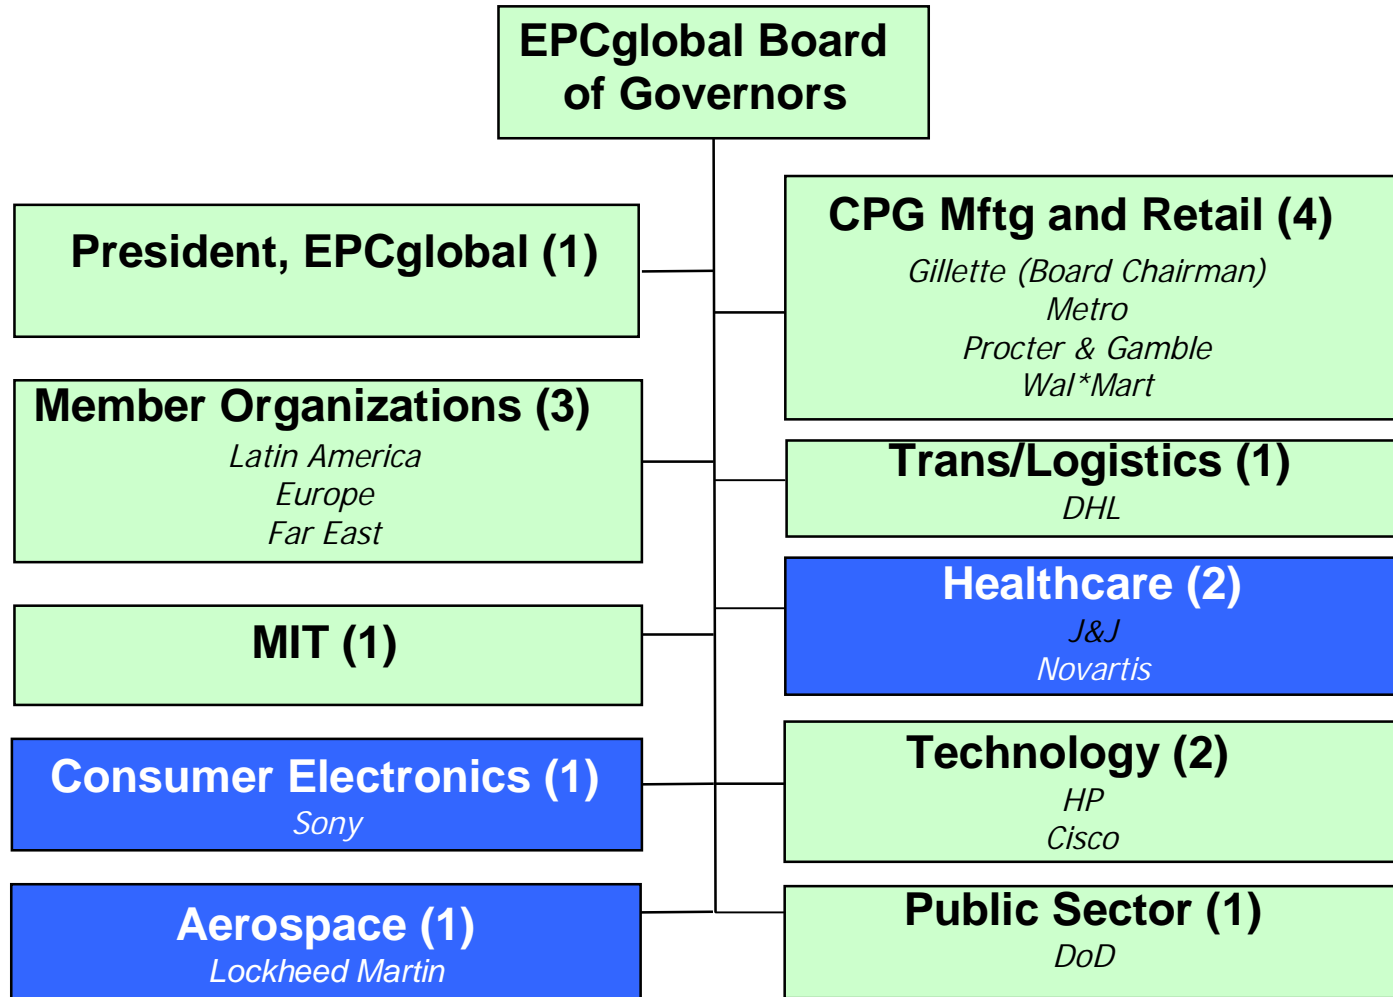 EPCglobal Board
of Governors
President, EPCglobal (1)
Member Organizations (3)
Latin America
Europe
Far East
MIT (1)
Consumer Electronics (1)
Sony
Aerospace (1)
Lockheed Martin
CPG Mftg and Retail (4)
Gillette (Board Chairman)
Metro
Procter & Gamble
Wal*Mart
Trans/Logistics (1)
DHL
Healthcare (2)
J&J
Novartis
Technology (2)
HP
Cisco
Public Sector (1)
DoD